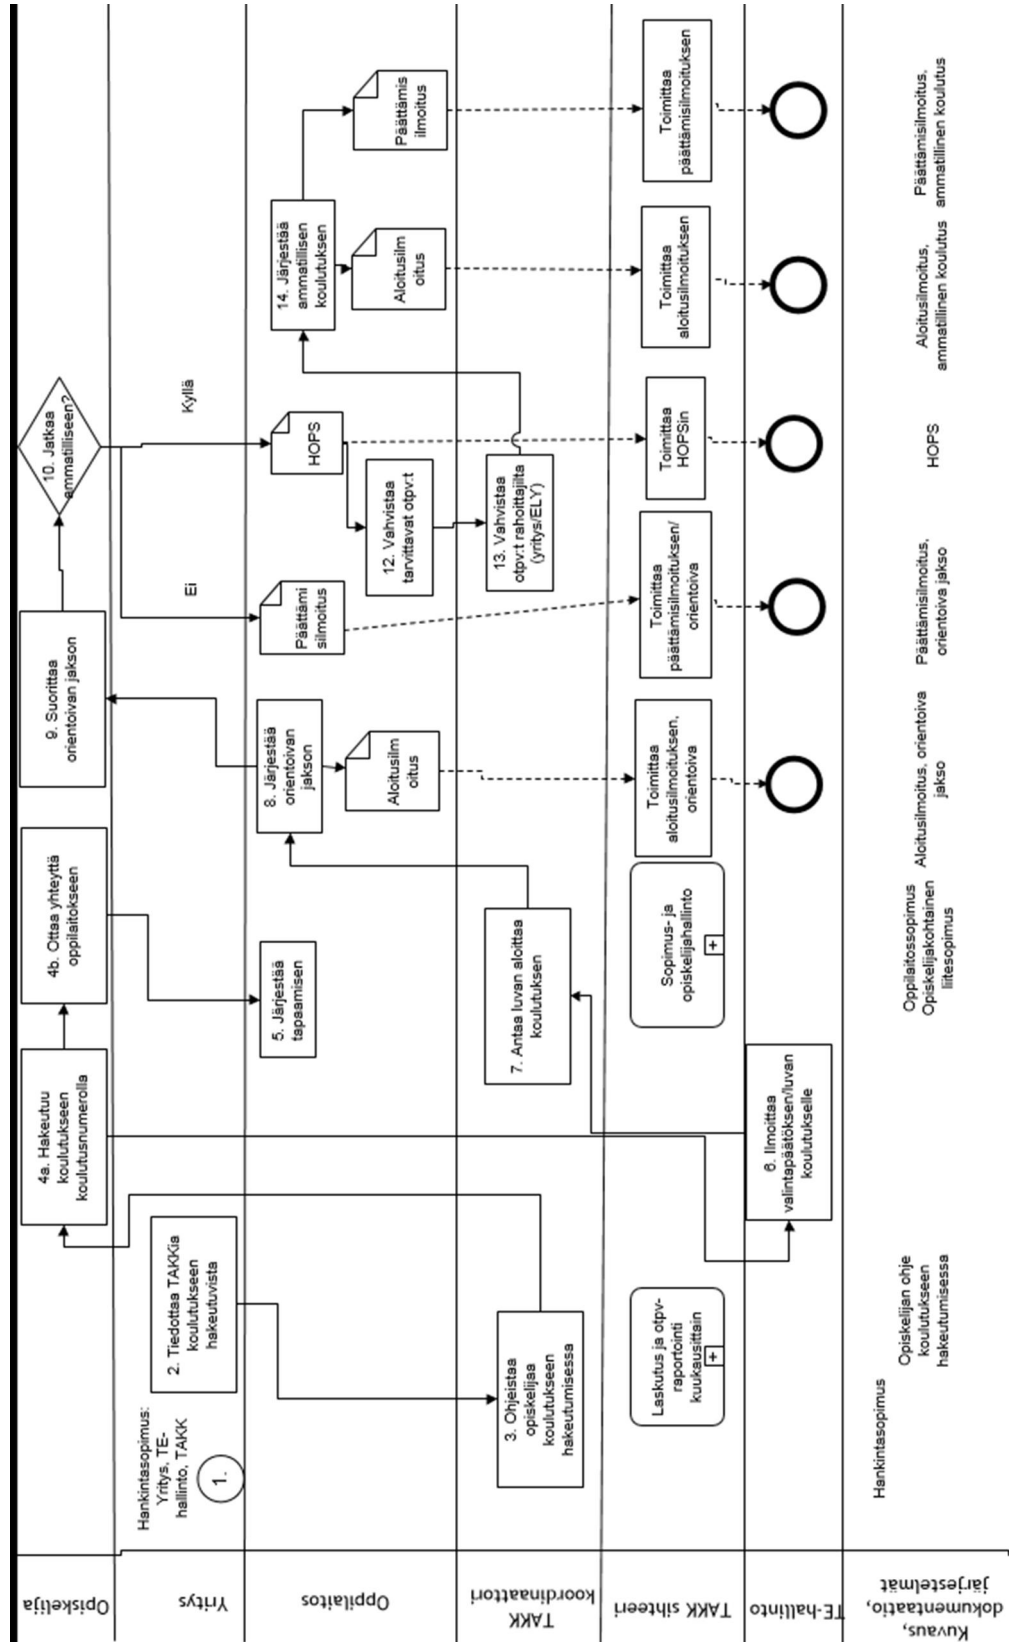 Opiskelija
Yritys
Oppilaitos
TAKK
koordinaattori
TAKK sihteeri
TE-hallinto
Kuvaus,
dokumentaatio,
järjestelmät
4a. Hakeutuu
koulutukseen
koulutusnumerolla
4b. Ottaa yhteyttä
oppilaitokseen
9. Suorittaa
orientoivan jakson
10. Jatkaa
emmatilliseen?
Hankintasopimus:
Yritys, TE-
hallinto, TAKK
1.
2. Tiedottaa TAKKia
koulutukseen
hakeutuvista
Ei
Kyllä
5. Järjestää
tapaamisen
8. Järjestää
orientoivan
jakson
Aloitusilm
oitus
Päättämi
silmoitus
HOPS
12. Vahvistaa
tarvittavat otpv:t
14. Järjestää
ammatillisen
koulutuksen
Aloitusilm
oitus
Päättämis
ilmoitus
3. Ohjeistaa
opiskelijaa
koulutukseen
hakeutumisessa
7. Antaa luvan aloittaa
koulutuksen
13. Vahvistaa
otpv:t rahoittajilta
(yritys/ELY)
Laskutus ja otpv-
raportointi
kuukausittain
+
Sopimus- ja
opiskelijahallinto
+
Toimittaa
aloitusilmoituksen,
orientoiva
Toimittaa
päättämisilmoituksen/
orientoiva
Toimittaa
HOPSin
Toimittaa
aloitusilmoituksen
Toimittaa
päättämisilmoituksen
6. Ilmoittaa
valintapäätöksen/luvan
koulutukselle
Hankintasopimus
Opiskelijan ohje
koulutukseen
hakeutumisessa
Oppilaitossopimus
Opiskelijakohtainen
liitesopimus
Aloitusilmoitus, orientoiva
jakso
Päättämisilmoitus,
orientoiva jakso
HOPS
Aloitusilmoitus,
ammatillinen koulutus
Päättämisilmoitus,
ammatillinen koulutus